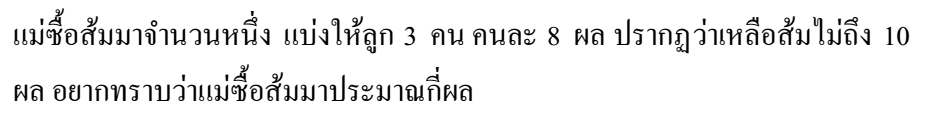 แม่ซื้อส้มมาจำนวนหนึ่ง แบ่งให้ลูก 3 คน คนละ 8 ผล ปรากฏว่าเหลือส้มไม่ถึง 10
ผล อยากทราบว่าแม่ซื้อส้มมาประมาณกี่ผล